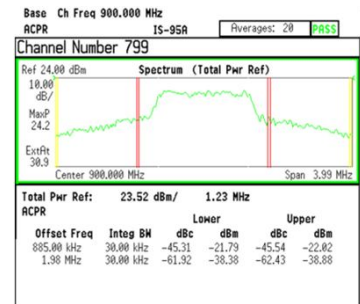 Base Ch Freq 900.000 MHz
ACPR IS-95A Averages: 20 PASS
Channel Number 799
Ref 24.00 dBm Spectrum (Total Pwr Ref)
10.00
dB/
MaxP
24.2
ExtAt
30.9
Center 900.000 MHz Span 3.99 MHz
Total Pwr Ref: 23.52 dBm/ 1.23 MHz
ACPR Lower Upper
Offset Freq Integ BW dBc dBm dBc dBm
885.00 kHz 30.00 kHz -45.31 -21.79 -45.54 -22.02
1.98 MHz 30.00 kHz -61.92 -38.38 -62.43 -38.88